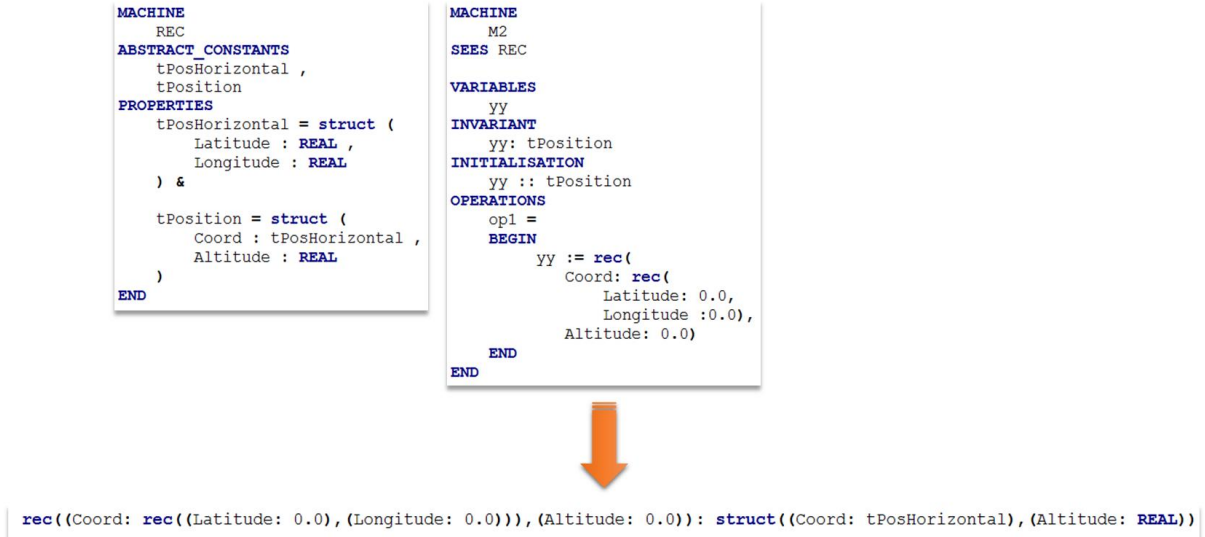 MACHINE
    REC
ABSTRACT_CONSTANTS
    tPosHorizontal ,
    tPosition
PROPERTIES
    tPosHorizontal = struct (
        Latitude : REAL ,
        Longitude : REAL
    ) &
    tPosition = struct (
        Coord : tPosHorizontal ,
        Altitude : REAL
    )
END
MACHINE
    M2
SEES REC
VARIABLES
    yy
INVARIANT
    yy: tPosition
INITIALISATION
    yy :: tPosition
OPERATIONS
    op1 =
    BEGIN
        yy := rec(
            Coord: rec(
                Latitude: 0.0,
                Longitude :0.0),
            Altitude: 0.0)
    END
END
rec((Coord: rec((Latitude: 0.0),(Longitude: 0.0))),(Altitude: 0.0)): struct((Coord: tPosHorizontal),(Altitude: REAL))